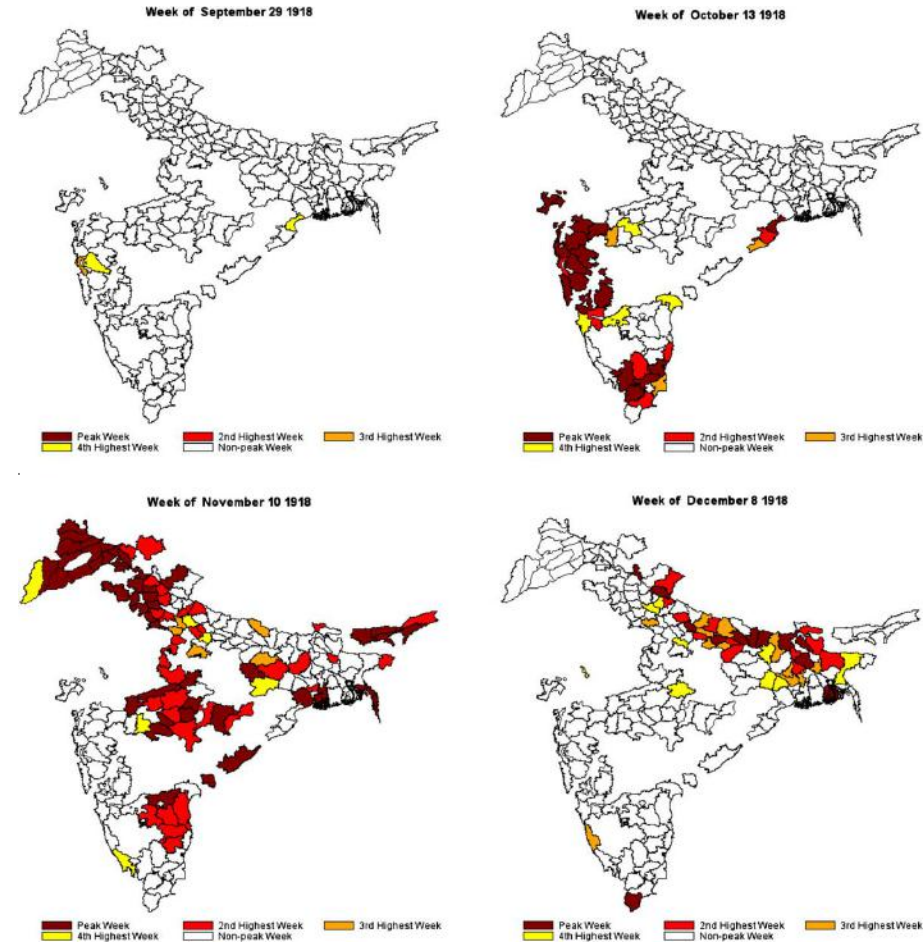 Week of September 29 1918
Week of October 13 1918
Peak Week 2nd Highest Week 3rd Highest Week
4th Highest Week Non-peak Week
Peak Week 2nd Highest Week 3rd Highest Week
4th Highest Week Non-peak Week
Week of November 10 1918
Week of December 8 1918
Peak Week 2nd Highest Week 3rd Highest Week
4th Highest Week Non-peak Week
Peak Week 2nd Highest Week 3rd Highest Week
4th Highest Week Non-peak Week